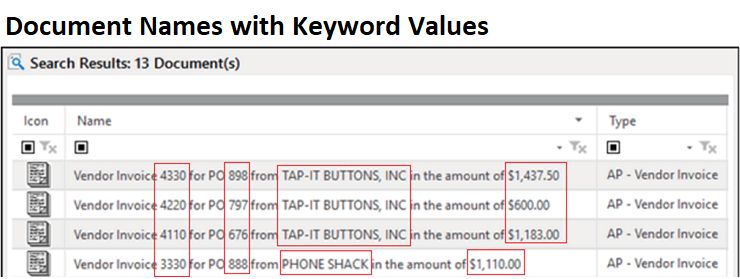 Document Names with Keyword Values
Search Results: 13 Document(s)
Icon Name Type
Vendor Invoice 4330 for PO 898 from TAP-IT BUTTONS, INC in the amount of $1,437.50 AP - Vendor Invoice
Vendor Invoice 4220 for PO 797 from TAP-IT BUTTONS, INC in the amount of $600.00 AP - Vendor Invoice
Vendor Invoice 4110 for PO 676 from TAP-IT BUTTONS, INC in the amount of $1,183.00 AP - Vendor Invoice
Vendor Invoice 3330 for PO 888 from PHONE SHACK in the amount of $1,110.00 AP - Vendor Invoice